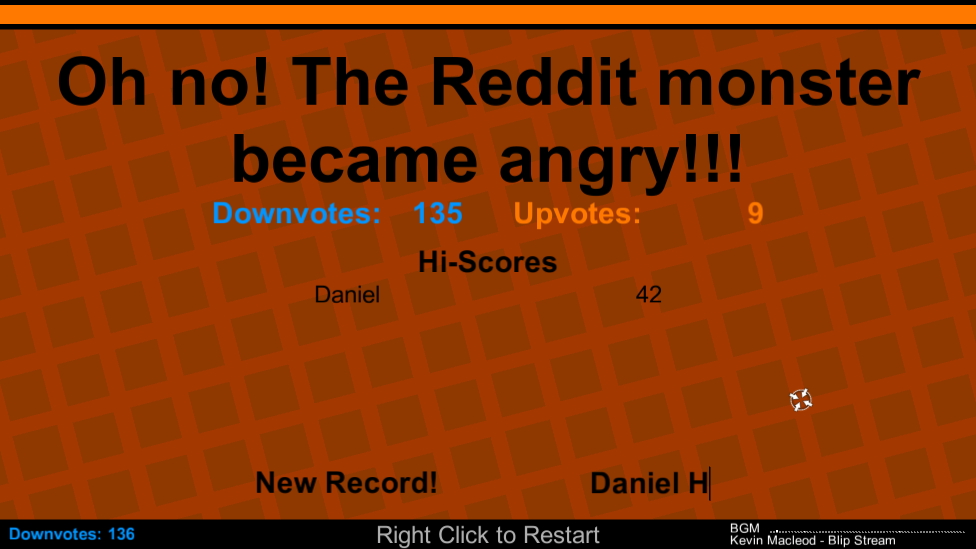 Oh no! The Reddit monster
became angry!!!
Downvotes: 135 Upvotes: 9
Hi-Scores
Daniel 42
New Record! Daniel H
Downvotes: 136 Right Click to Restart BGM
Kevin Macleod - Blip Stream